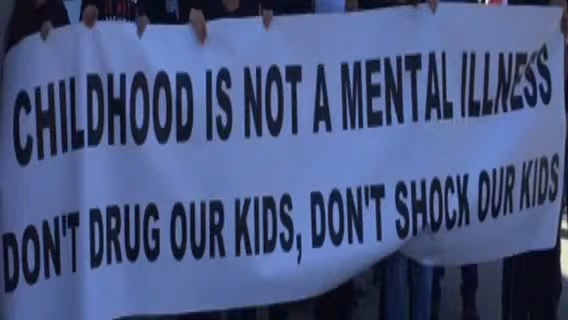 CHILDHOOD IS NOT A MENTAL ILLNESS
DON'T DRUG OUR KIDS, DON'T SHOCK OUR KIDS